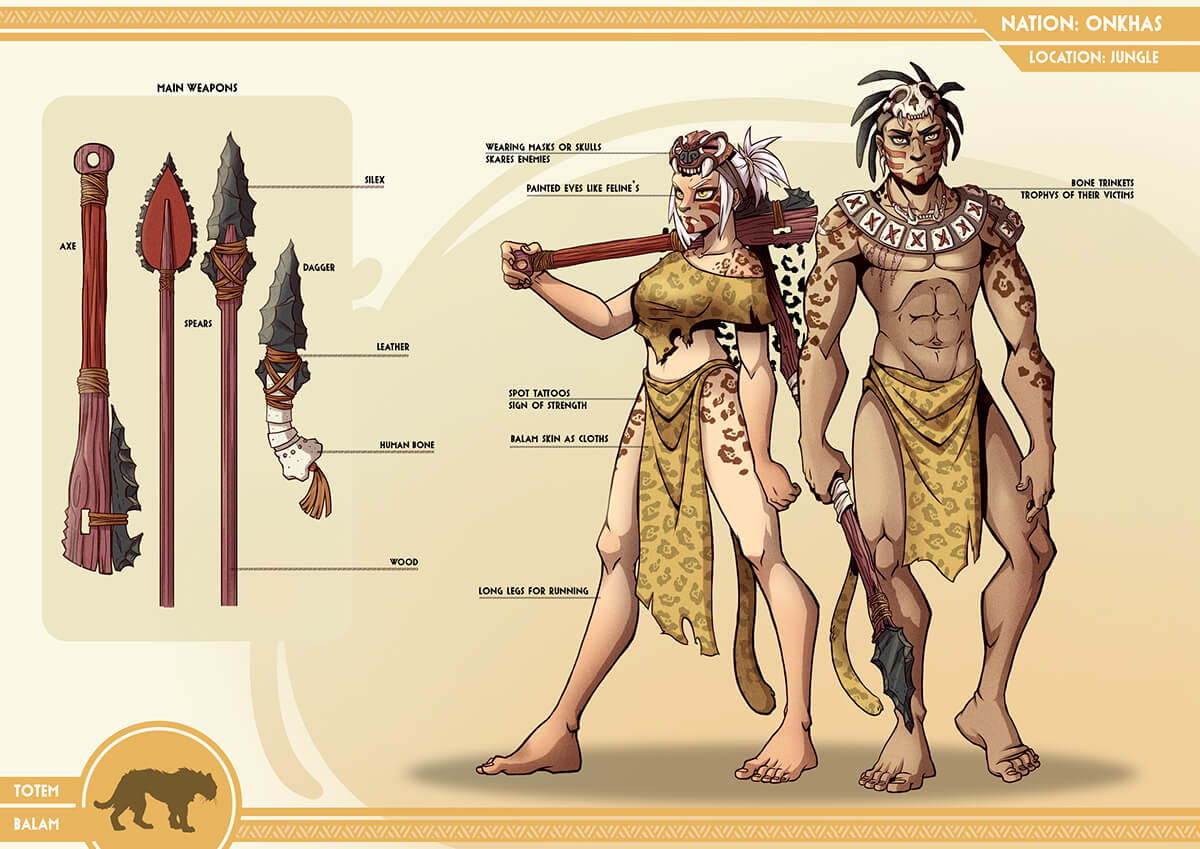 NATION: ONKHAS
LOCATION: JUNGLE
MAIN WEAPONS
AXE
SILEX
DAGGER
SPEARS
LEATHER
HUMAN BONE
WOOD
WEARING MASKS OR SKULLS
SKARES ENEMIES
PAINTED EYES LIKE FELINE'S
BONE TRINKETS
TROPHYS OF THEIR VICTIMS
SPOT TATTOOS
SIGN OF STRENGTH
BALAM SKIN AS CLOTHS
LONG LEGS FOR RUNNING
TOTEM
BALAM